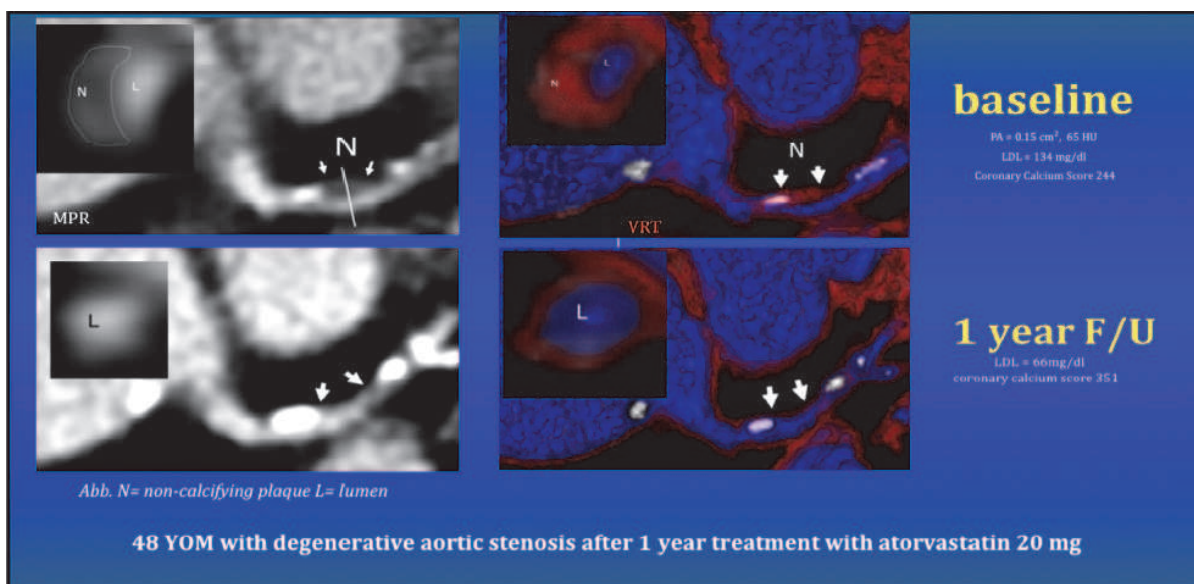 N
L
N
MPR
L
N
N
VRT
baseline
PA = 0.15 cm², 65 HU
LDL = 134 mg/dl
Coronary Calcium Score 244
L
L
1 year F/U
LDL = 66mg/dl
coronary calcium score 351
Abb. N= non-calcifying plaque L= lumen
48 YOM with degenerative aortic stenosis after 1 year treatment with atorvastatin 20 mg